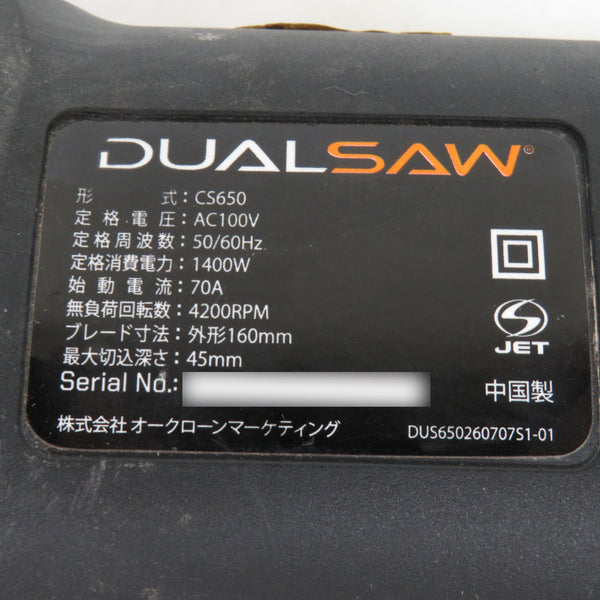 DUALSAW®
形式：CS650
定格電圧：AC100V
定格周波数：50/60Hz
定格消費電力：1400W
始動電流：70A
無負荷回転数：4200RPM
ブレード寸法：外形160mm
最大切込深さ：45mm
Serial No.:
S
JET
中国製
株式会社オークローンマーケティング
DUS650260707S1-01